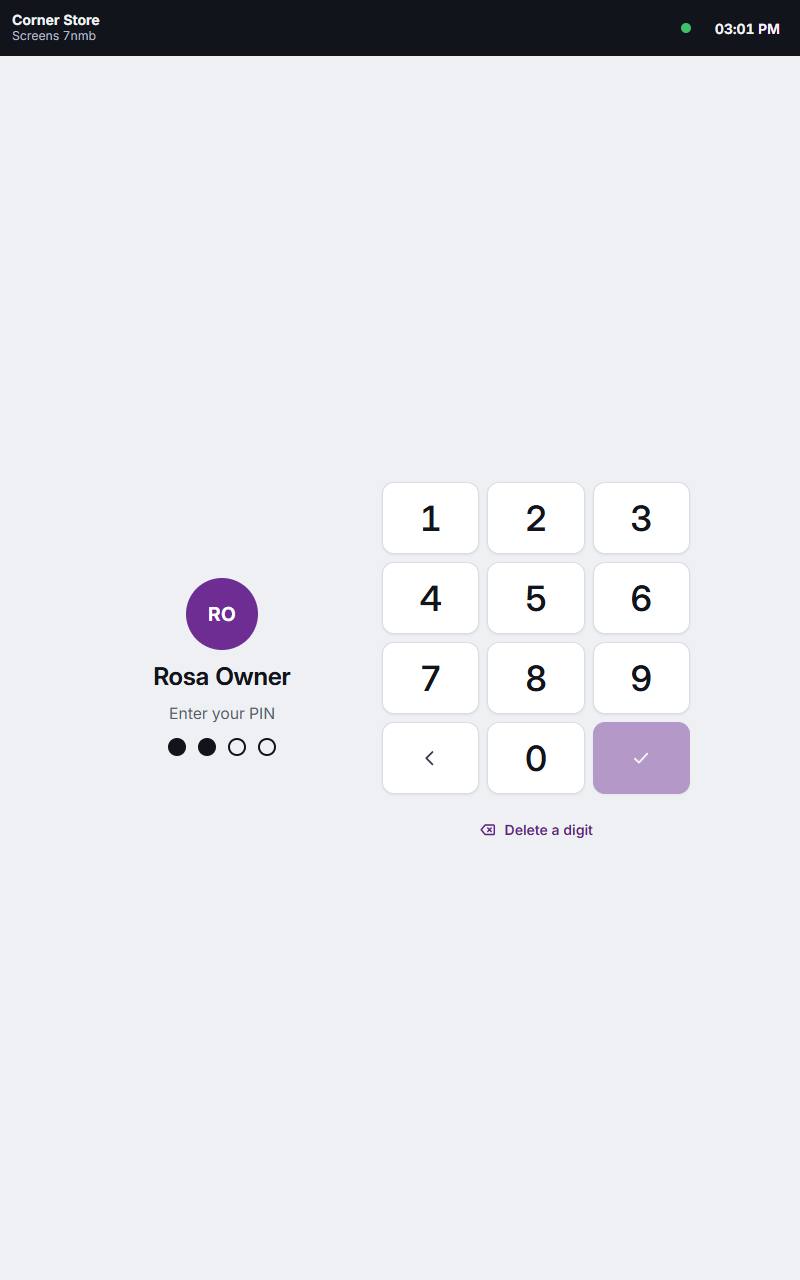 Corner Store
Screens 7nmb
03:01 PM
1 2 3
4 5 6
RO
Rosa Owner
Enter your PIN
7 8 9
0
Delete a digit